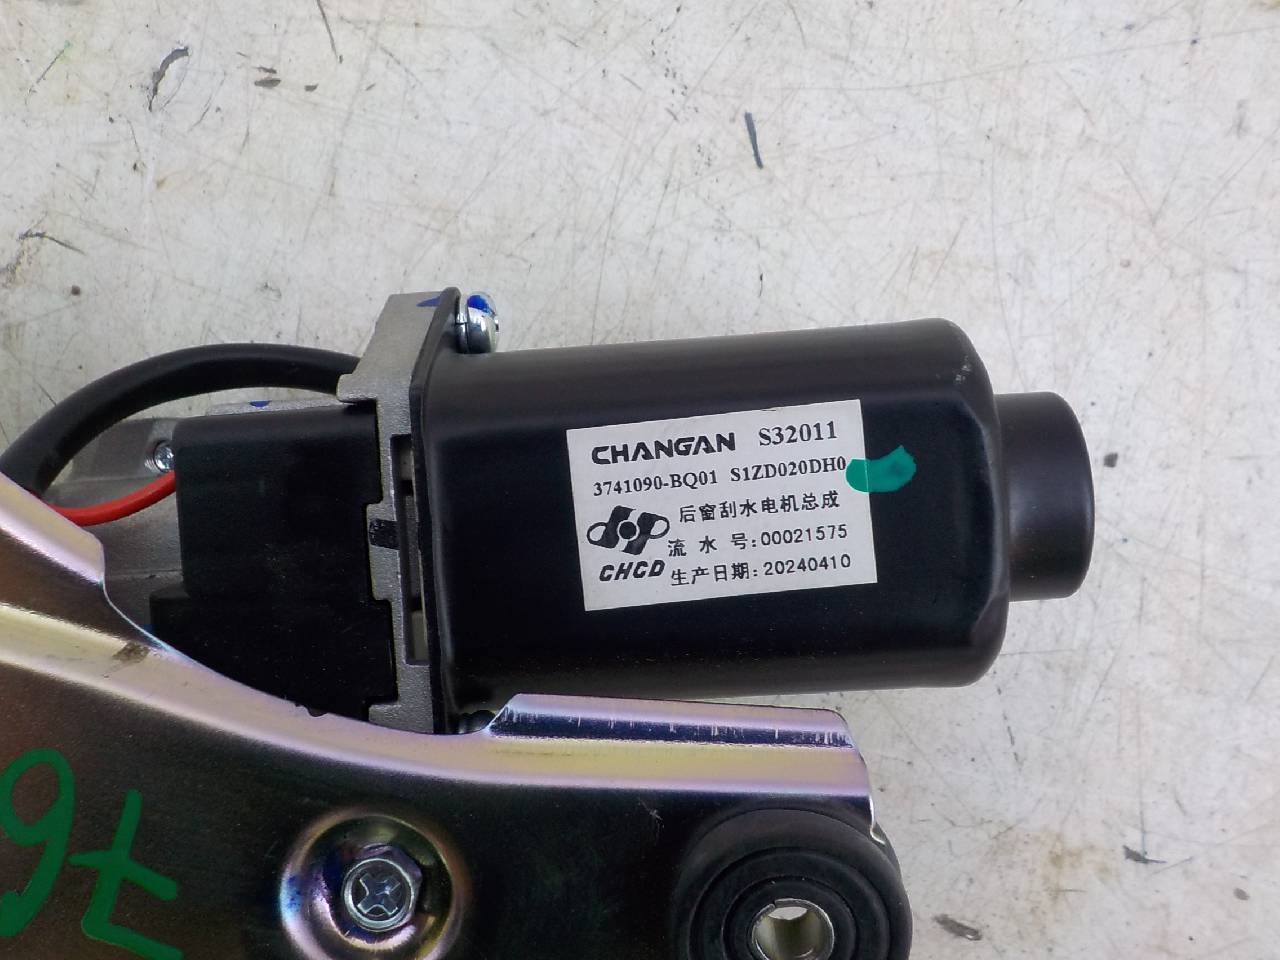 CHANGAN S32011
3741090-BQ01 S1ZD020DH0
后窗刮水电机总成
流水号:00021575
CHCD 生产日期:20240410